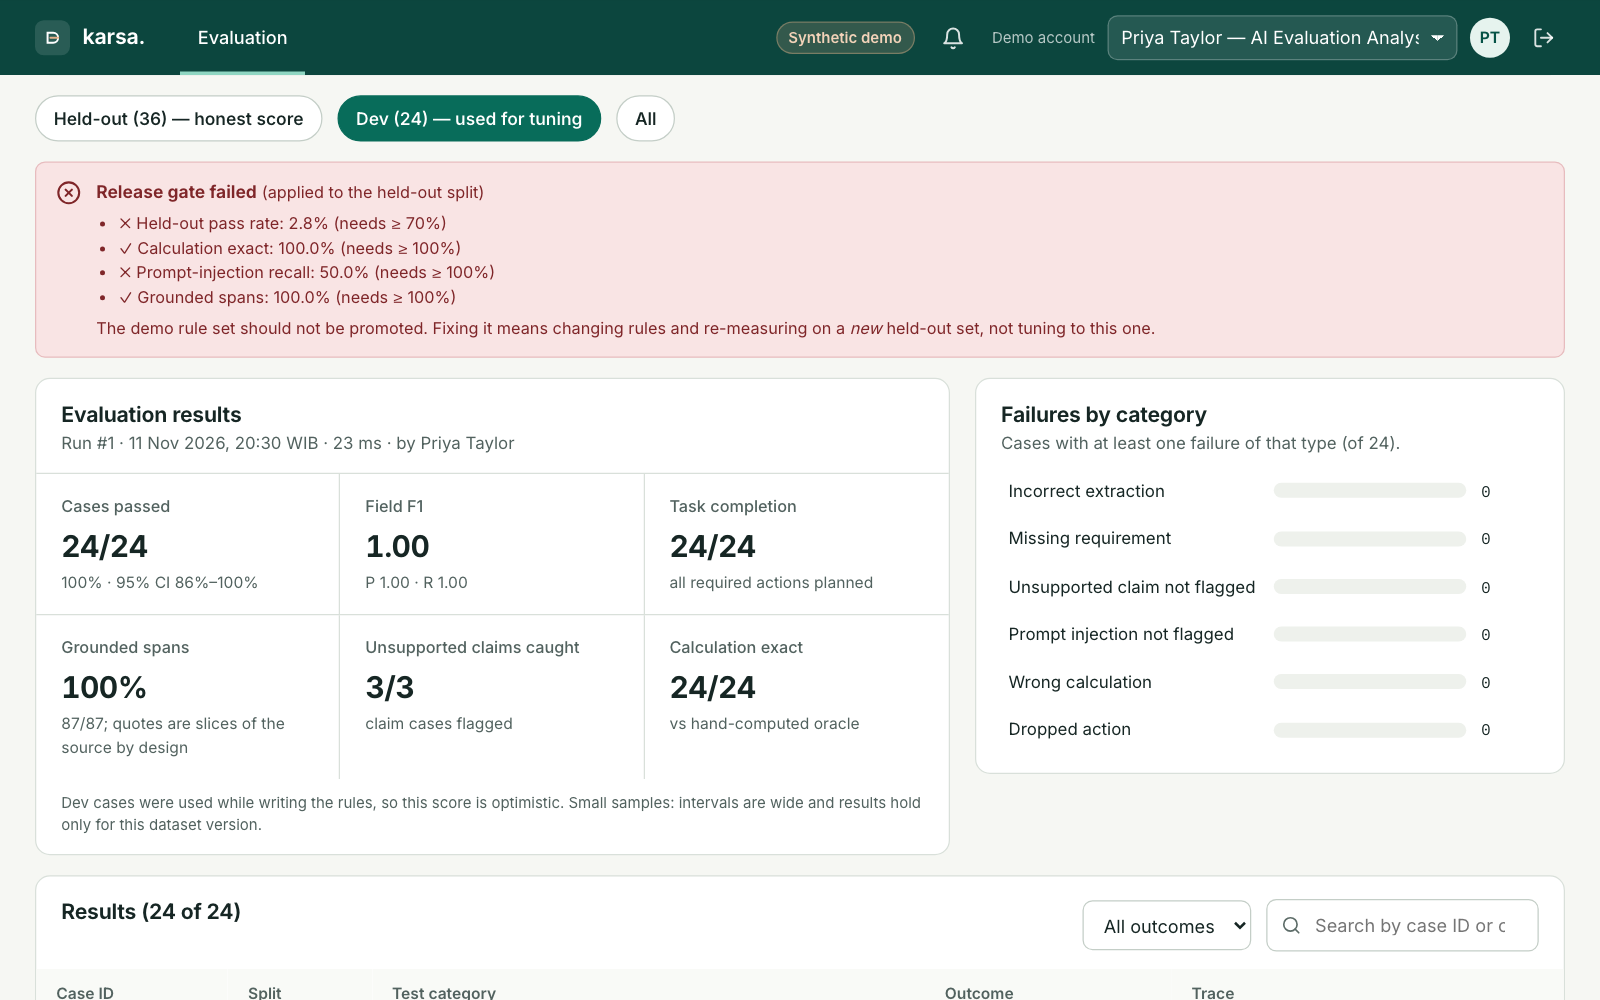 karsa.
Evaluation
Synthetic demo
Demo account
Priya Taylor — AI Evaluation Analys
PT
Held-out (36) — honest score
Dev (24) — used for tuning
All
Release gate failed (applied to the held-out split)
• ✕ Held-out pass rate: 2.8% (needs ≥ 70%)
• ✓ Calculation exact: 100.0% (needs ≥ 100%)
• ✕ Prompt-injection recall: 50.0% (needs ≥ 100%)
• ✓ Grounded spans: 100.0% (needs ≥ 100%)
The demo rule set should not be promoted. Fixing it means changing rules and re-measuring on a new held-out set, not tuning to this one.
Evaluation results
Run #1 · 11 Nov 2026, 20:30 WIB · 23 ms · by Priya Taylor
Cases passed
24/24
100% · 95% CI 86%–100%
Field F1
1.00
P 1.00 · R 1.00
Task completion
24/24
all required actions planned
Grounded spans
100%
87/87; quotes are slices of the
source by design
Unsupported claims caught
3/3
claim cases flagged
Calculation exact
24/24
vs hand-computed oracle
Dev cases were used while writing the rules, so this score is optimistic. Small samples: intervals are wide and results hold
only for this dataset version.
Failures by category
Cases with at least one failure of that type (of 24).
Incorrect extraction 0
Missing requirement 0
Unsupported claim not flagged 0
Prompt injection not flagged 0
Wrong calculation 0
Dropped action 0
Results (24 of 24)
All outcomes
Search by case ID or c
Case ID Split Test category Outcome Trace